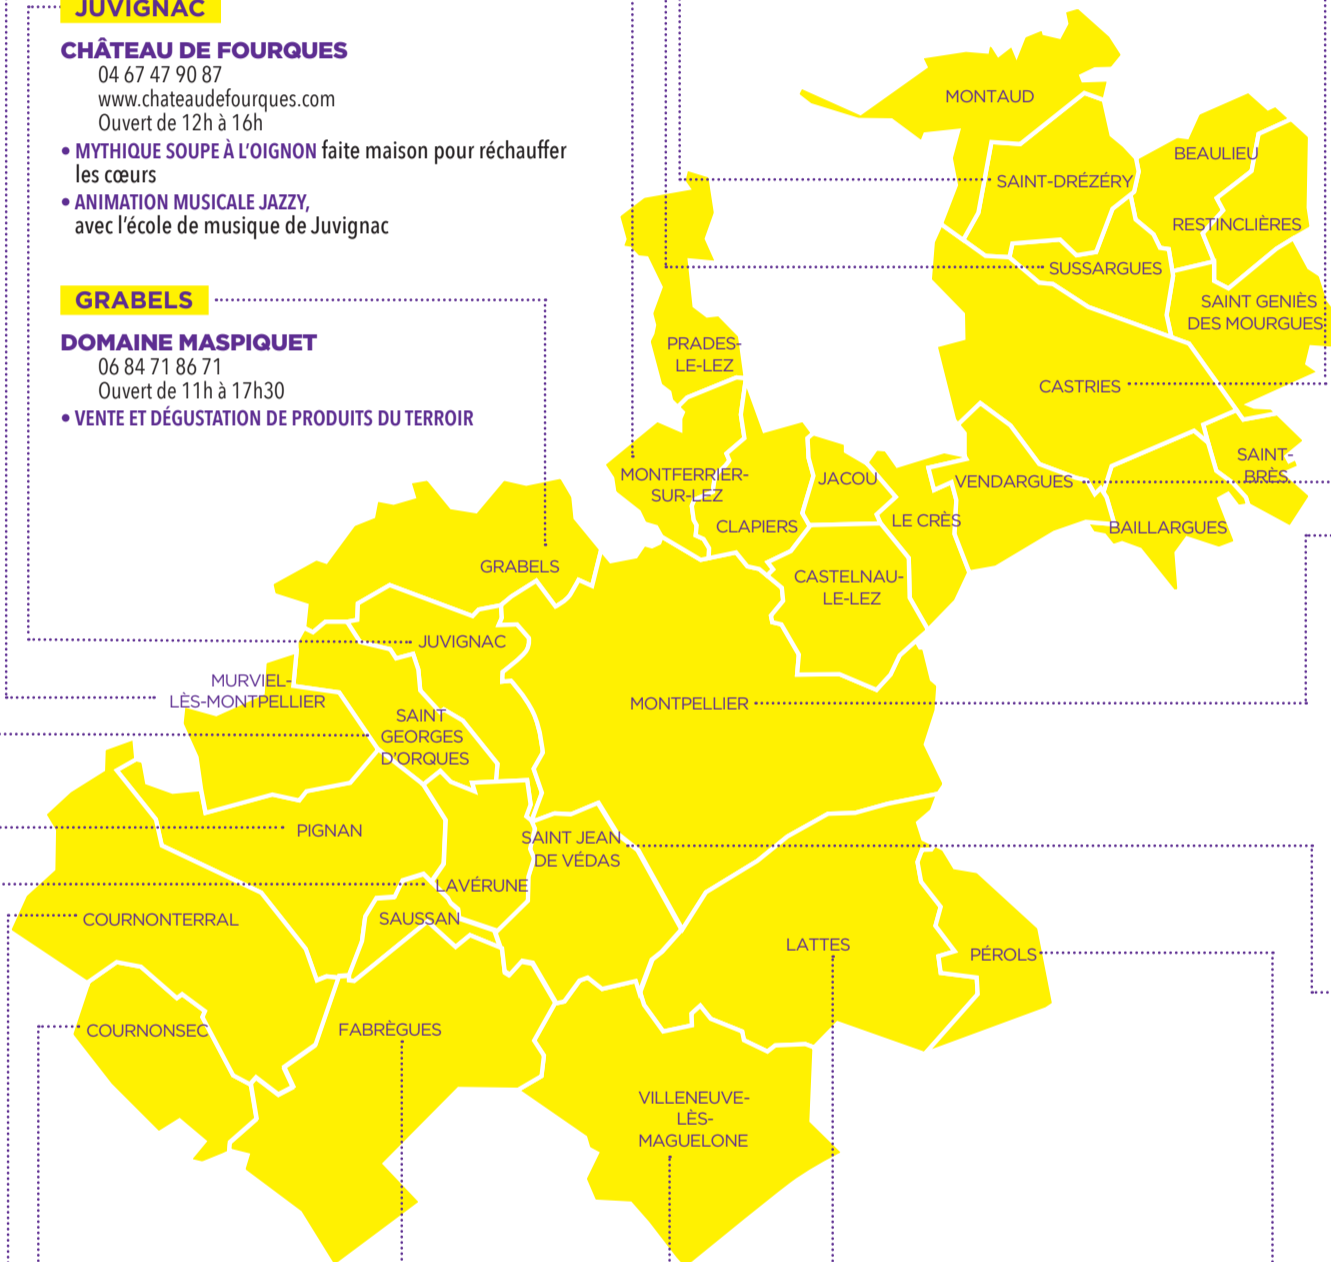 JUVIGNAC
CHÂTEAU DE FOURQUES
04 67 47 90 87
www.chateaudefourques.com
Ouvert de 12h à 16h
• MYTHIQUE SOUPE À L'OIGNON faite maison pour réchauffer
les cœurs
• ANIMATION MUSICALE JAZZY,
avec l'école de musique de Juvignac
GRABELS
DOMAINE MASPIQUET
06 84 71 86 71
Ouvert de 11h à 17h30
• VENTE ET DÉGUSTATION DE PRODUITS DU TERROIR
MONTAUD
BEAULIEU
SAINT-DRÉZÉRY
RESTINCLIÈRES
SUSSARGUES
SAINT GENIÈS
DES MOURGUES
PRADES-
LE-LEZ
CASTRIES
SAINT-
BRÈS
MONTFERRIER-
SUR-LEZ
JACOU
VENDARGUES
CLAPIERS
LE CRÈS
BAILLARGUES
GRABELS
CASTELNAU-
LE-LEZ
JUVIGNAC
MURVIEL-
LÈS-MONTPELLIER
MONTPELLIER
SAINT
GEORGES
D'ORQUES
PIGNAN
SAINT JEAN
DE VÉDAS
LAVÉRUNE
COURNONTERRAL
SAUSSAN
LATTES
PÉROLS
COURNONSEC
FABRÈGUES
VILLENEUVE-
LÈS-
MAGUELONE